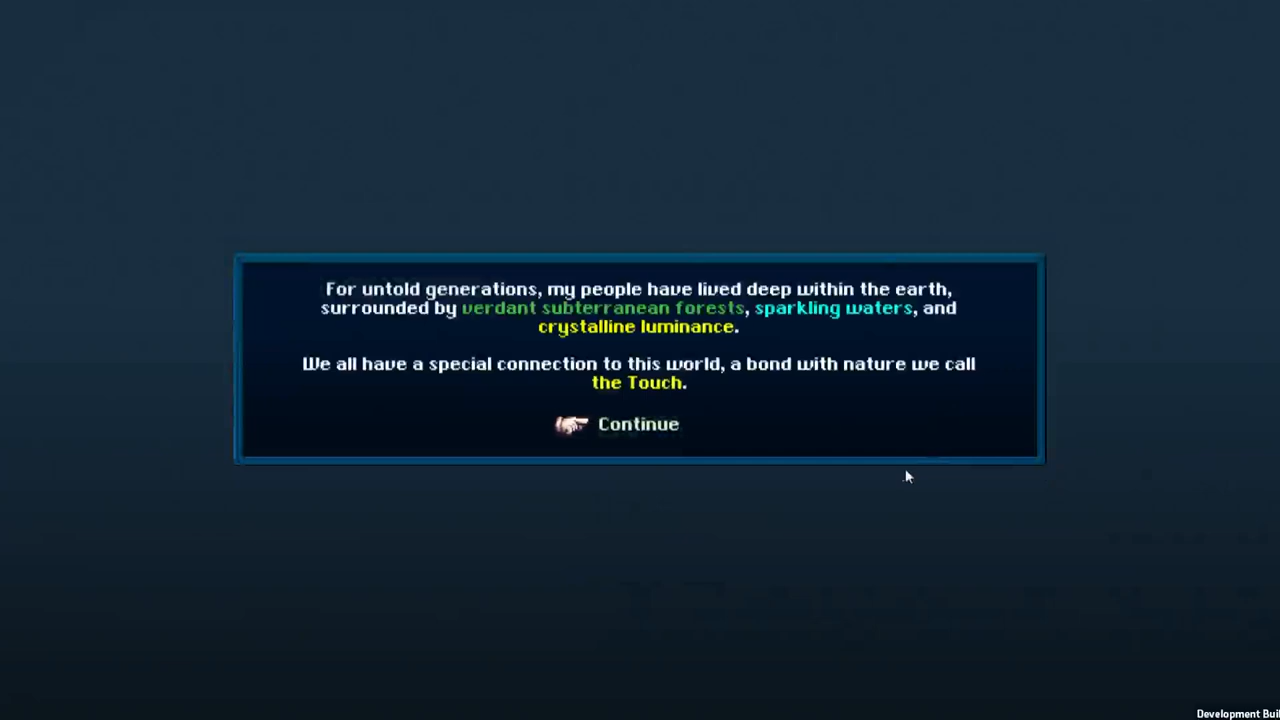 For untold generations, my people have lived deep within the earth,
surrounded by verdant subterranean forests, sparkling waters, and
crystalline luminance.
We all have a special connection to this world, a bond with nature we call
the Touch.
Continue
Development Buil